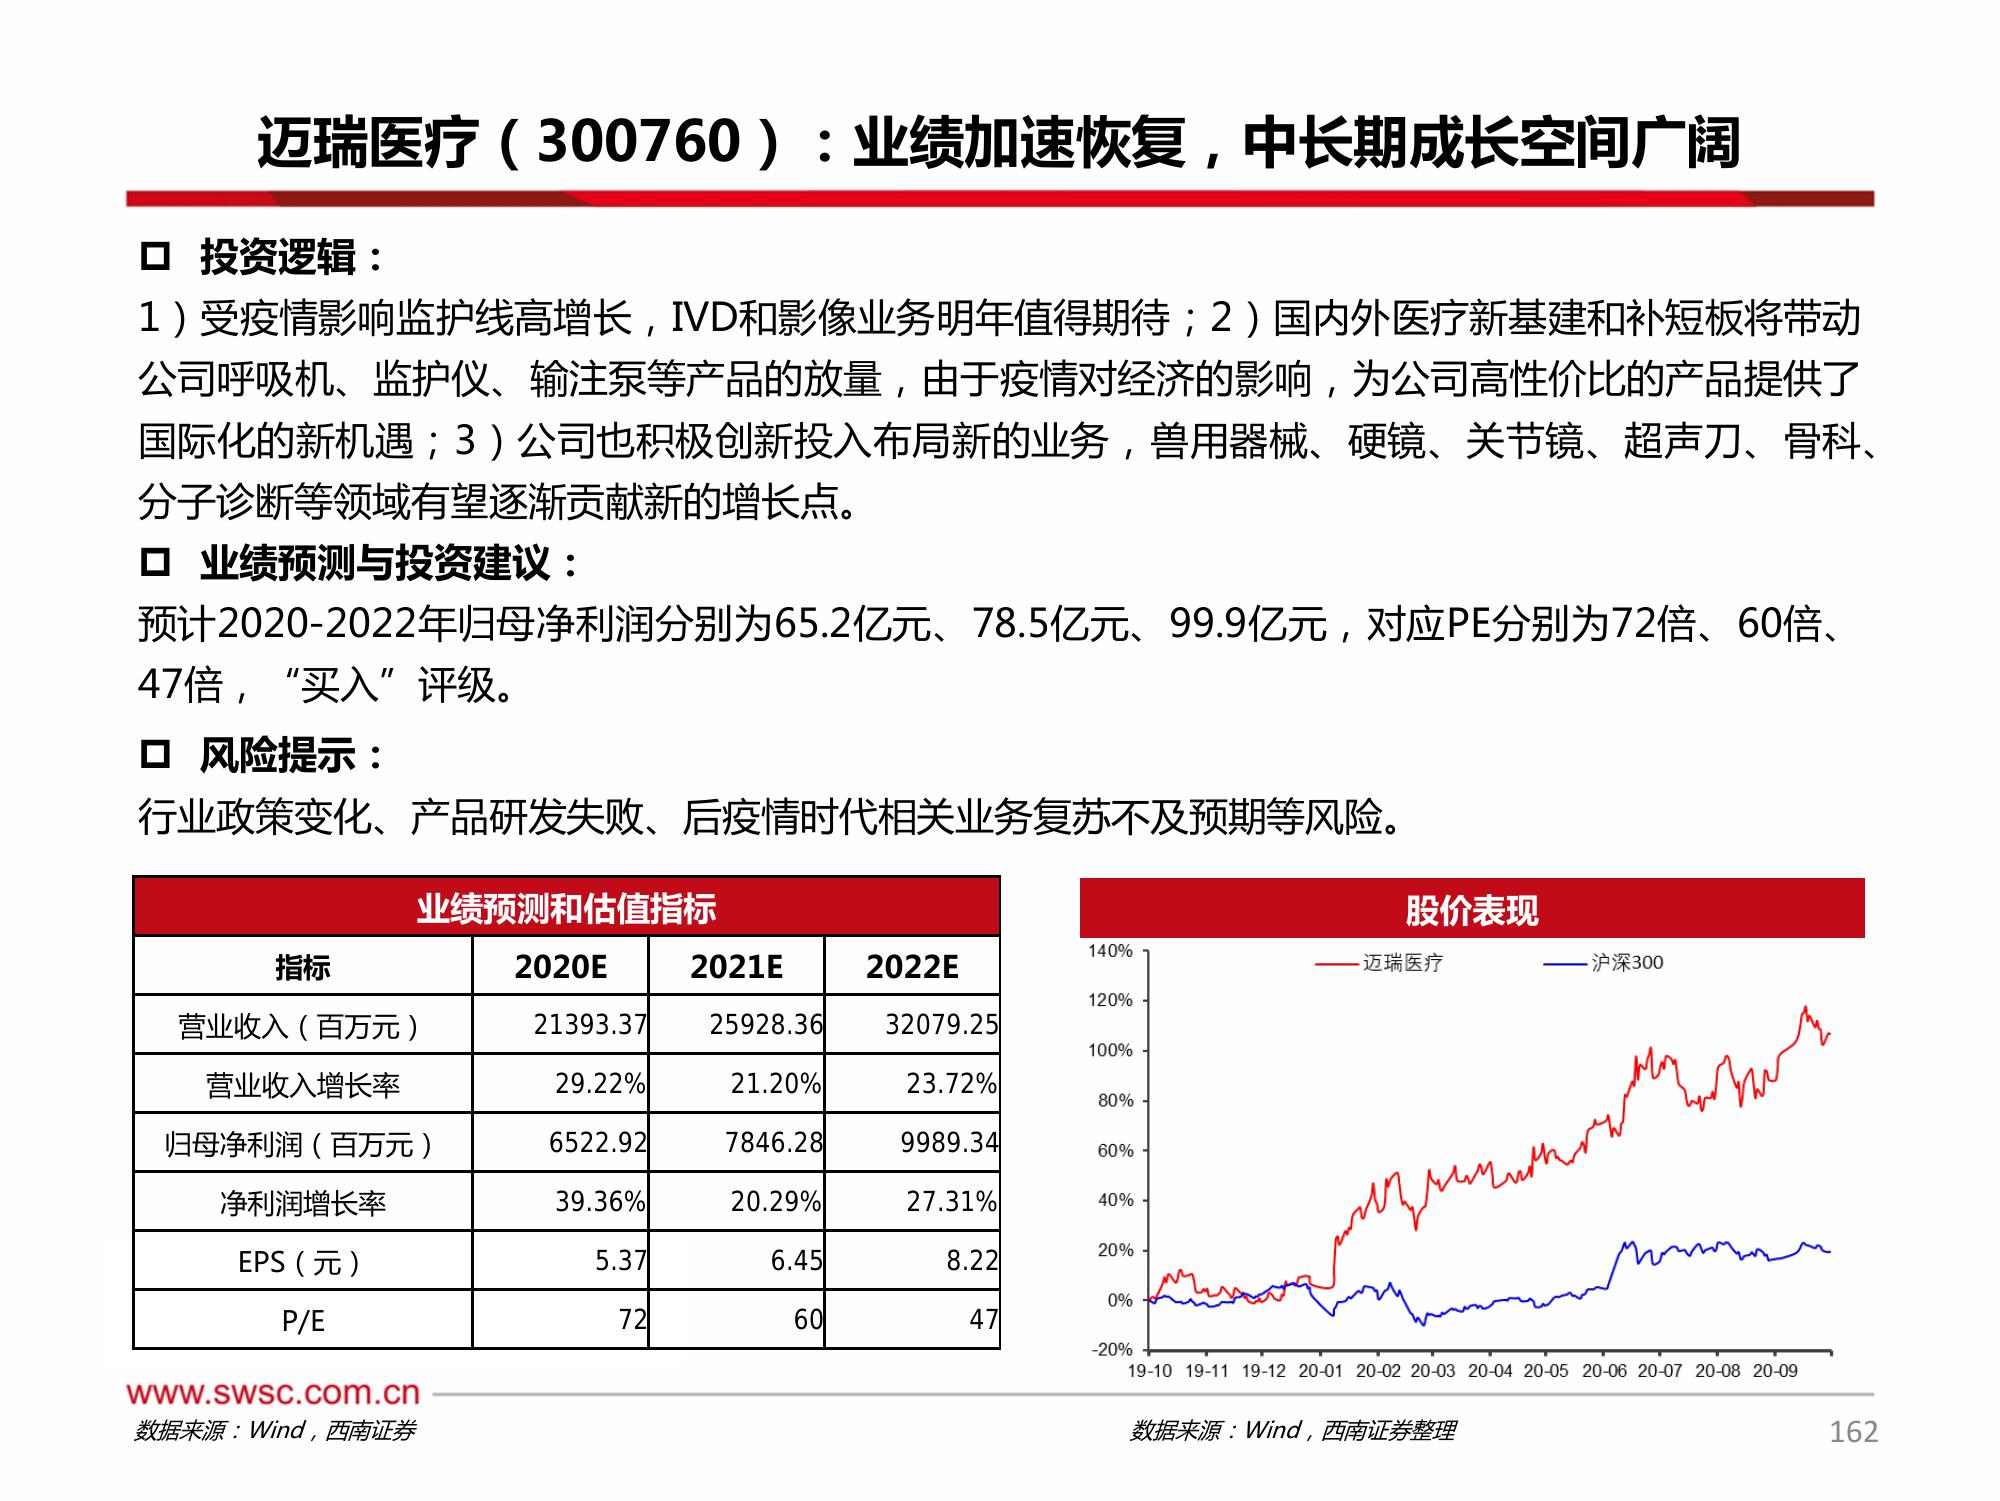 迈瑞医疗（300760）：业绩加速恢复，中长期成长空间广阔
投资逻辑：
1）受疫情影响监护线高增长，IVD和影像业务明年值得期待；2）国内外医疗新基建和补短板将带动
公司呼吸机、监护仪、输注泵等产品的放量，由于疫情对经济的影响，为公司高性价比的产品提供了
国际化的新机遇；3）公司也积极创新投入布局新的业务，兽用器械、硬镜、关节镜、超声刀、骨科、
分子诊断等领域有望逐渐贡献新的增长点。
业绩预测与投资建议：
预计2020-2022年归母净利润分别为65.2亿元、78.5亿元、99.9亿元，对应PE分别为72倍、60倍、
47倍，“买入”评级。
风险提示：
行业政策变化、产品研发失败、后疫情时代相关业务复苏不及预期等风险。
业绩预测和估值指标
指标 2020E 2021E 2022E
营业收入（百万元） 21393.37 25928.36 32079.25
营业收入增长率 29.22% 21.20% 23.72%
归母净利润（百万元） 6522.92 7846.28 9989.34
净利润增长率 39.36% 20.29% 27.31%
EPS（元） 5.37 6.45 8.22
P/E 72 60 47
股价表现
迈瑞医疗 沪深300
140%
120%
100%
80%
60%
40%
20%
0%
-20%
19-10 19-11 19-12 20-01 20-02 20-03 20-04 20-05 20-06 20-07 20-08 20-09
www.swsc.com.cn
数据来源：Wind，西南证券
数据来源：Wind，西南证券整理
162